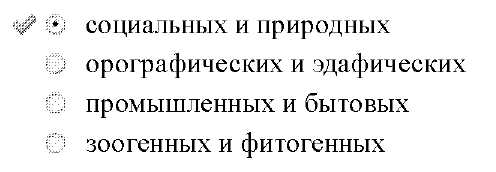 социальных и природных
орографических и эдафических
промышленных и бытовых
зоогенных и фитогенных